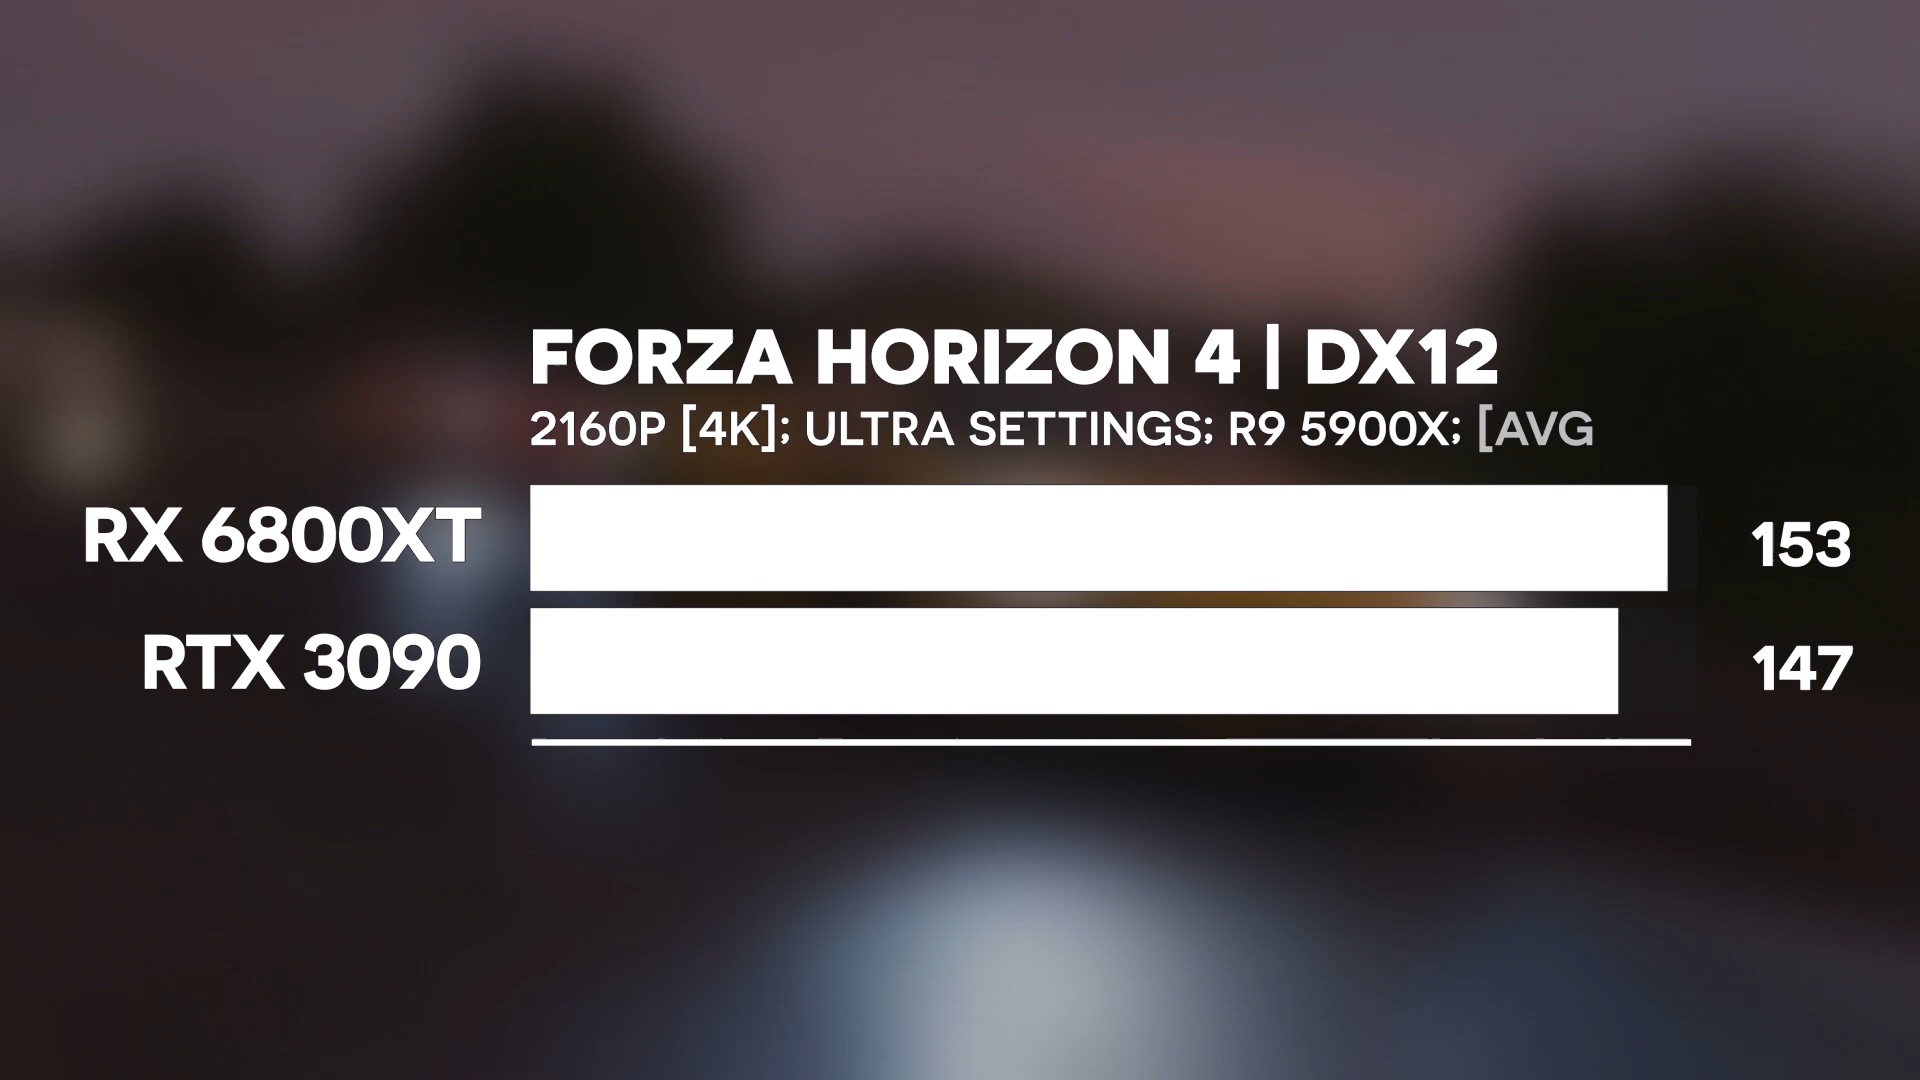 FORZA HORIZON 4 | DX12
2160P [4K]; ULTRA SETTINGS; R9 5900X; [AVG
RX 6800XT 153
RTX 3090 147